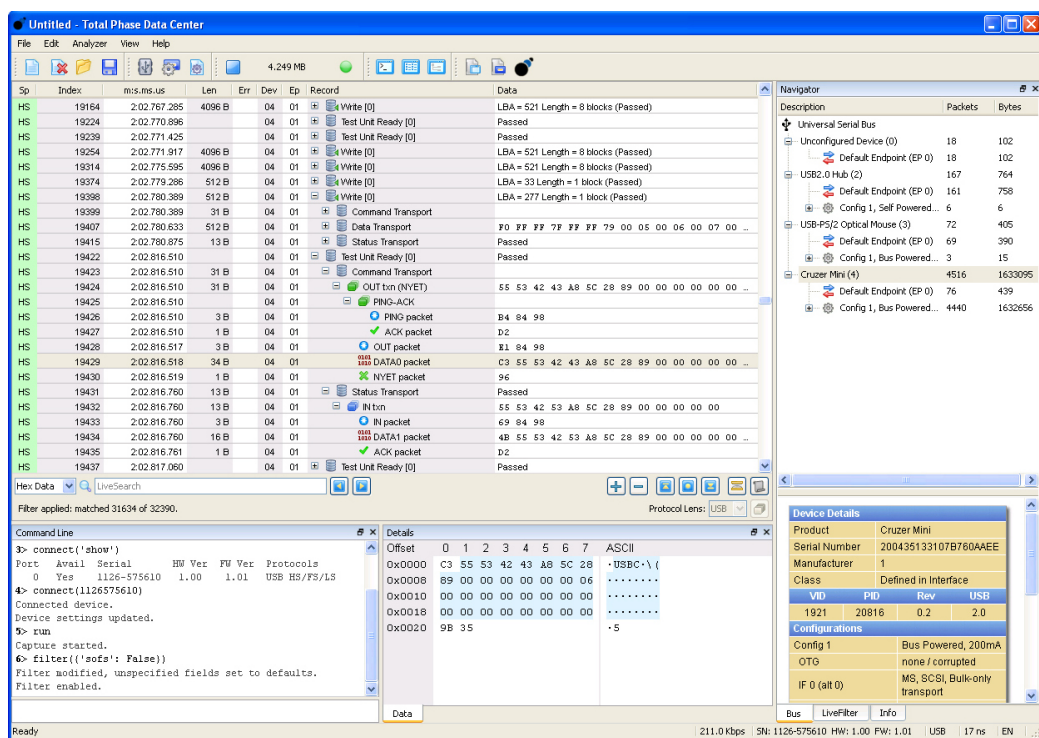 Untitled - Total Phase Data Center
File Edit Analyzer View Help
4.249 MB
Sp Index m:s.ms.us Len Err Dev Ep Record Data
HS 19164 2:02.767.285 4096 B 04 01 Write [0] LBA = 521 Length = 8 blocks (Passed)
HS 19224 2:02.770.896 04 01 Test Unit Ready [0] Passed
HS 19239 2:02.771.425 04 01 Test Unit Ready [0] Passed
HS 19254 2:02.771.917 4096 B 04 01 Write [0] LBA = 521 Length = 8 blocks (Passed)
HS 19314 2:02.775.595 4096 B 04 01 Write [0] LBA = 521 Length = 8 blocks (Passed)
HS 19374 2:02.779.286 512 B 04 01 Write [0] LBA = 33 Length = 1 block (Passed)
HS 19398 2:02.780.389 512 B 04 01 Write [0] LBA = 277 Length = 1 block (Passed)
HS 19399 2:02.780.389 31 B 04 01 Command Transport
HS 19407 2:02.780.633 512 B 04 01 Data Transport F0 FF FF 7F FF FF 79 00 05 00 06 00 07 00 ...
HS 19415 2:02.780.875 13 B 04 01 Status Transport Passed
HS 19422 2:02.816.510 04 01 Test Unit Ready [0] Passed
HS 19423 2:02.816.510 31 B 04 01 Command Transport
HS 19424 2:02.816.510 31 B 04 01 OUT txn (NYET) 55 53 42 43 A8 5C 28 89 00 00 00 00 00 00 ...
HS 19425 2:02.816.510 04 01 PING-ACK
HS 19426 2:02.816.510 3 B 04 01 PING packet B4 84 98
HS 19427 2:02.816.510 1 B 04 01 ACK packet D2
HS 19428 2:02.816.517 3 B 04 01 OUT packet E1 84 98
HS 19429 2:02.816.518 34 B 04 01 DATA0 packet C3 55 53 42 43 A8 5C 28 89 00 00 00 00 00 ...
HS 19430 2:02.816.519 1 B 04 01 NYET packet 96
HS 19431 2:02.816.760 13 B 04 01 Status Transport Passed
HS 19432 2:02.816.760 13 B 04 01 IN txn 55 53 42 53 A8 5C 28 89 00 00 00 00 00
HS 19433 2:02.816.760 3 B 04 01 IN packet 69 84 98
HS 19434 2:02.816.760 16 B 04 01 DATA1 packet 4B 55 53 42 53 A8 5C 28 89 00 00 00 00 00 ...
HS 19435 2:02.816.761 1 B 04 01 ACK packet D2
HS 19437 2:02.817.060 04 01 Test Unit Ready [0] Passed
Hex Data LiveSearch
Filter applied: matched 31634 of 32390. Protocol Lens: USB
Navigator
Description Packets Bytes
Universal Serial Bus
Unconfigured Device (0) 18 102
Default Endpoint (EP 0) 18 102
USB2.0 Hub (2) 167 764
Default Endpoint (EP 0) 161 758
Config 1, Self Powered... 6 6
USB-PS/2 Optical Mouse (3) 72 405
Default Endpoint (EP 0) 69 390
Config 1, Bus Powered... 3 15
Cruzer Mini (4) 4516 1633095
Default Endpoint (EP 0) 76 439
Config 1, Bus Powered... 4440 1632656
Command Line
3> connect('show')
Port Avail Serial HW Ver FW Ver Protocols
0 Yes 1126-575610 1.00 1.01 USB HS/FS/LS
4> connect(1126575610)
Connected device.
Device settings updated.
5> run
Capture started.
6> filter({'sofs': False})
Filter modified, unspecified fields set to defaults.
Filter enabled.
Details
Offset 0 1 2 3 4 5 6 7 ASCII
0x0000 C3 55 53 42 43 A8 5C 28 ·USBC·\(
0x0008 89 00 00 00 00 00 00 06 ········
0x0010 00 00 00 00 00 00 00 00 ········
0x0018 00 00 00 00 00 00 00 00 ········
0x0020 9B 35 ·5
Data
Device Details
Product Cruzer Mini
Serial Number 200435133107B760AAEE
Manufacturer 1
Class Defined in Interface
VID PID Rev USB
1921 20816 0.2 2.0
Configurations
Config 1 Bus Powered, 200mA
OTG none / corrupted
IF 0 (alt 0) MS, SCSI, Bulk-only
transport
Bus LiveFilter Info
Ready 211.0 Kbps SN: 1126-575610 HW: 1.00 FW: 1.01 USB 17 ns EN